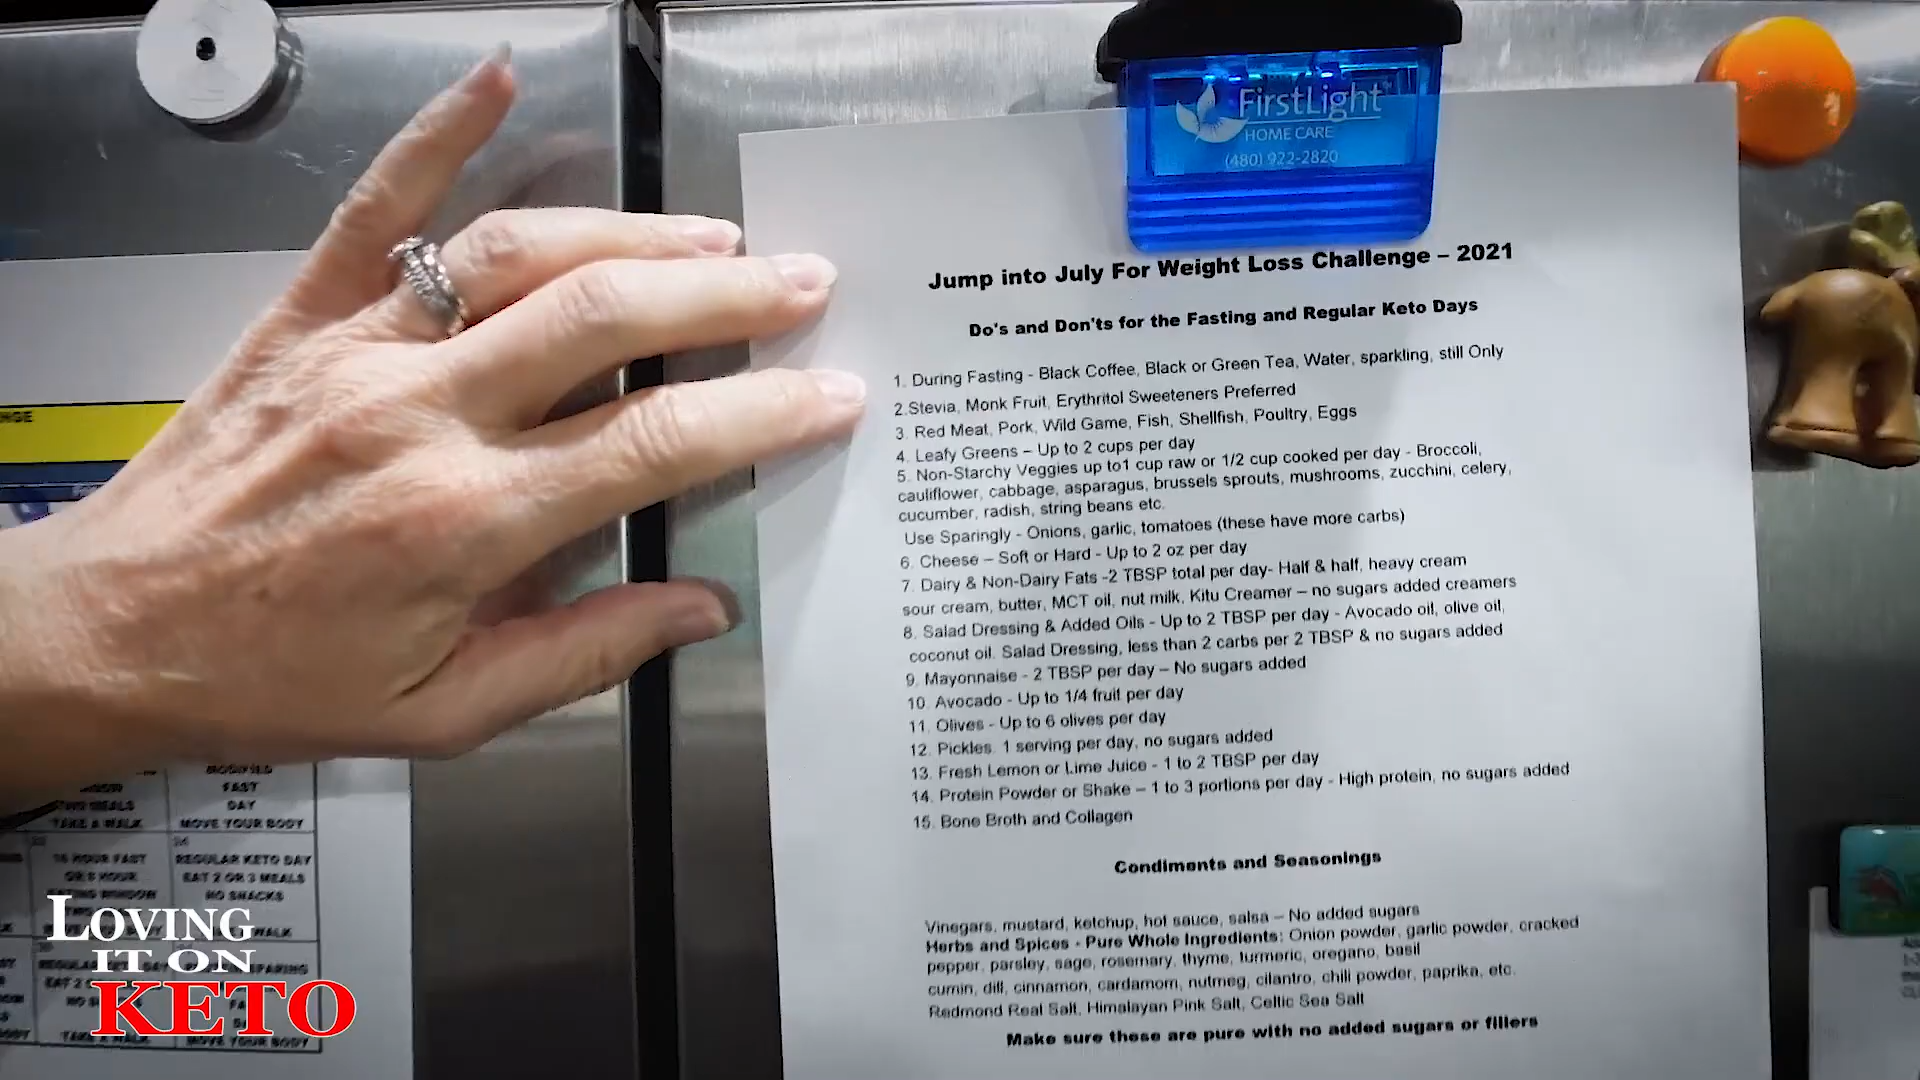 FirstLight
HOME CARE
(480) 922-2820
Jump into July For Weight Loss Challenge – 2021
Do's and Don'ts for the Fasting and Regular Keto Days
1. During Fasting - Black Coffee, Black or Green Tea, Water, sparkling, still Only
2.Stevia, Monk Fruit, Erythritol Sweeteners Preferred
3. Red Meat, Pork, Wild Game, Fish, Shellfish, Poultry, Eggs
4. Leafy Greens – Up to 2 cups per day
5. Non-Starchy Veggies up to1 cup raw or 1/2 cup cooked per day - Broccoli,
cauliflower, cabbage, asparagus, brussels sprouts, mushrooms, zucchini, celery,
cucumber, radish, string beans etc.
Use Sparingly - Onions, garlic, tomatoes (these have more carbs)
6. Cheese – Soft or Hard - Up to 2 oz per day
7. Dairy & Non-Dairy Fats -2 TBSP total per day- Half & half, heavy cream
sour cream, butter, MCT oil, nut milk, Kitu Creamer – no sugars added creamers
8. Salad Dressing & Added Oils - Up to 2 TBSP per day - Avocado oil, olive oil,
coconut oil. Salad Dressing, less than 2 carbs per 2 TBSP & no sugars added
9. Mayonnaise - 2 TBSP per day – No sugars added
10. Avocado - Up to 1/4 fruit per day
11. Olives - Up to 6 olives per day
12. Pickles. 1 serving per day, no sugars added
13. Fresh Lemon or Lime Juice - 1 to 2 TBSP per day
14. Protein Powder or Shake – 1 to 3 portions per day - High protein, no sugars added
15. Bone Broth and Collagen
Condiments and Seasonings
Vinegars, mustard, ketchup, hot sauce, salsa – No added sugars
Herbs and Spices - Pure Whole Ingredients: Onion powder, garlic powder, cracked
pepper, parsley, sage, rosemary, thyme, turmeric, oregano, basil
cumin, dill, cinnamon, cardamom, nutmeg, cilantro, chili powder, paprika, etc.
Redmond Real Salt, Himalayan Pink Salt, Celtic Sea Salt
Make sure these are pure with no added sugars or fillers
MODIFIED
FAST
DAY
MOVE YOUR BODY
MEALS
TAKE A WALK
16 HOUR FAST
OR 8 HOUR
EATING WINDOW
24
REGULAR KETO DAY
EAT 2 OR 3 MEALS
NO SNACKS
WALK
TAKE A WALK
MOVE YOUR BODY
LOVING
IT ON
KETO